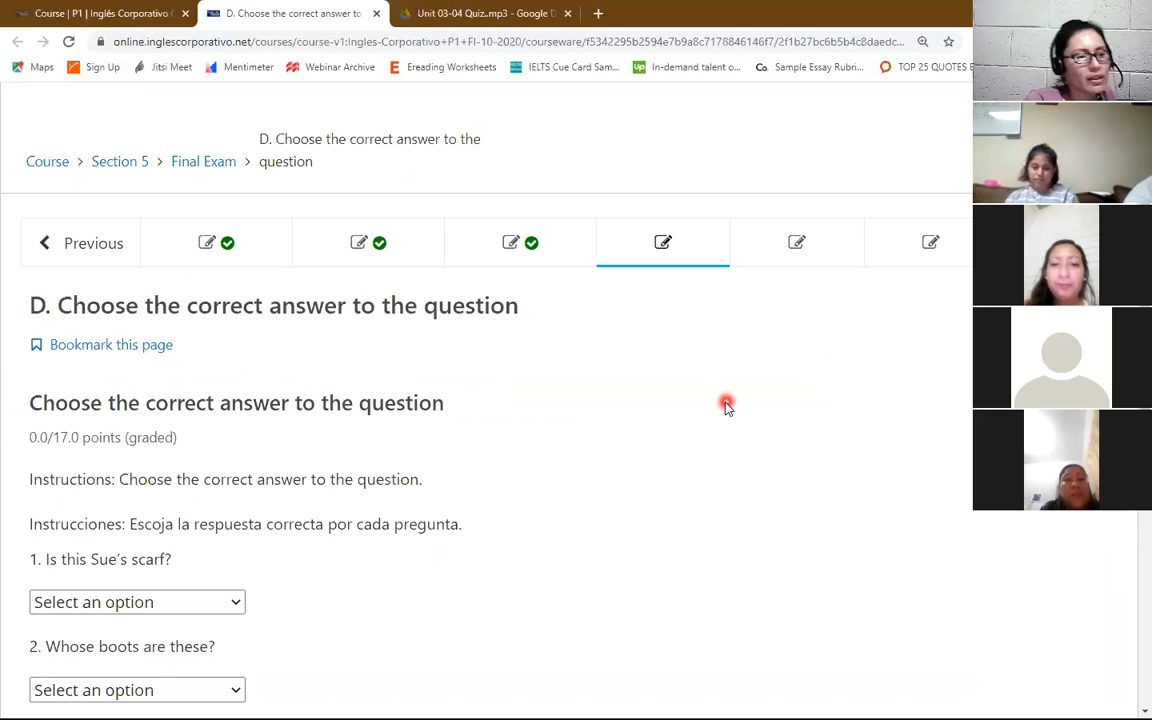 Course | P1 | Inglés Corporativo
D. Choose the correct answer to
Unit 03-04 Quiz..mp3 - Google D
online.inglescorporativo.net/courses/course-v1:Ingles-Corporativo+P1+FI-10-2020/courseware/f5342295b2594e7b9a8c7178846146f7/2f1b27bc6b5b4c8daedc...
Maps
Sign Up
Jitsi Meet
Mentimeter
Webinar Archive
Ereading Worksheets
IELTS Cue Card Sam...
In-demand talent o...
Sample Essay Rubri...
TOP 25 QUOTES
Course > Section 5 > Final Exam >
D. Choose the correct answer to the
question
Previous
D. Choose the correct answer to the question
Bookmark this page
Choose the correct answer to the question
0.0/17.0 points (graded)
Instructions: Choose the correct answer to the question.
Instrucciones: Escoja la respuesta correcta por cada pregunta.
1. Is this Sue's scarf?
Select an option
2. Whose boots are these?
Select an option